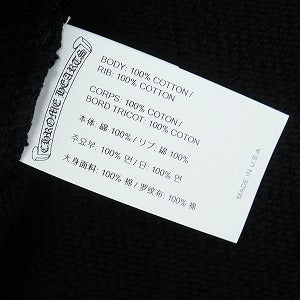 CHROME HEARTS
BODY: 100% COTTON/
RIB: 100% COTTON
CORPS: 100% COTON/
BORD TRICOT: 100% COTON
本体: 綿 100% / リブ: 綿 100%
주요부: 100% 면 / 단: 100% 면
大身面料: 100% 棉 / 罗纹布: 100% 棉
MADE IN U.S.A.